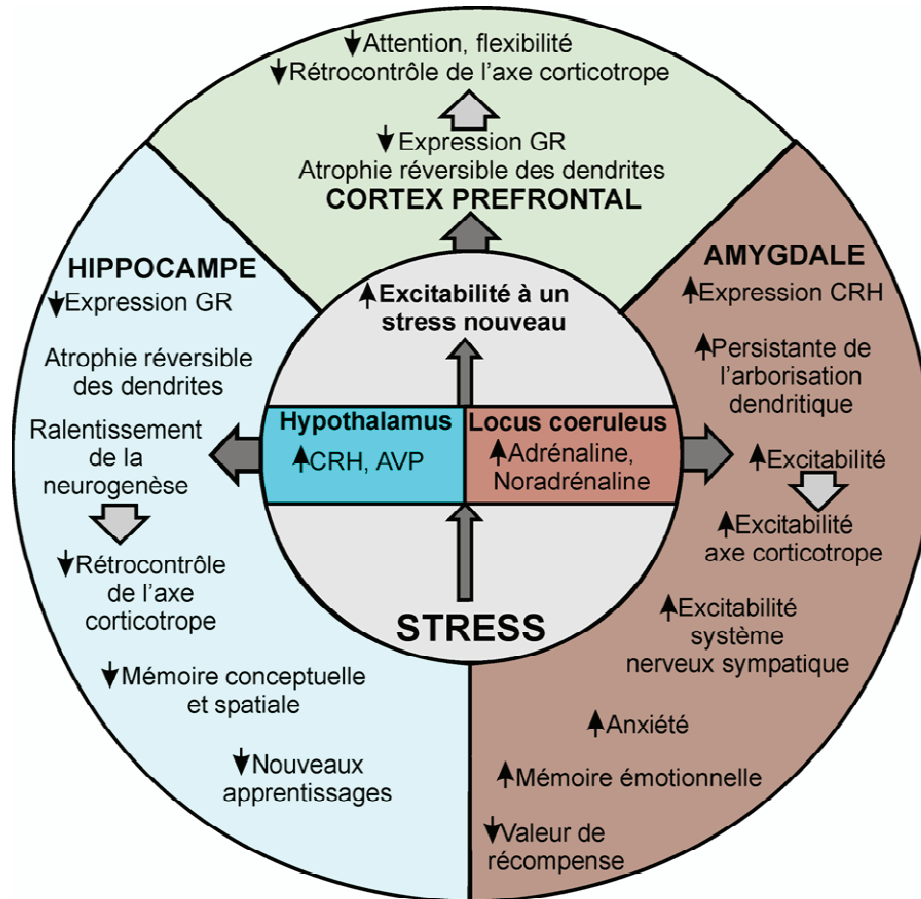 ↓Attention, flexibilité
↓Rétrocontrôle de l'axe corticotrope
↓Expression GR
Atrophie réversible des dendrites
CORTEX PREFRONTAL
HIPPOCAMPE
↓Expression GR
Atrophie réversible
des dendrites
Ralentissement
de la
neurogenèse
↓Rétrocontrôle
de l'axe
corticotrope
↓Mémoire conceptuelle
et spatiale
↓Nouveaux
apprentissages
↑Excitabilité à un
stress nouveau
Hypothalamus
↑CRH, AVP
Locus coeruleus
↑Adrénaline,
Noradrénaline
STRESS
AMYGDALE
↑Expression CRH
↑Persistante de
l'arborisation
dendritique
↑Excitabilité
↑Excitabilité
axe corticotrope
↑Excitabilité
système
nerveux sympatique
↑Anxiété
↑Mémoire émotionnelle
↓Valeur de
récompense